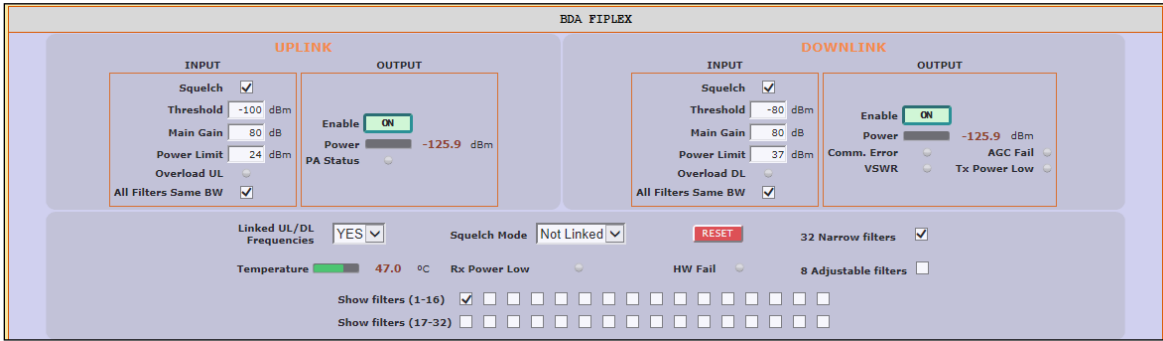 BDA FIPLEX
UPLINK
INPUT
OUTPUT
Squelch
Threshold -100 dBm
Main Gain 80 dB
Power Limit 24 dBm
Overload UL
All Filters Same BW
Enable ON
Power -125.9 dBm
PA Status
DOWNLINK
INPUT
OUTPUT
Squelch
Threshold -80 dBm
Main Gain 80 dB
Power Limit 37 dBm
Overload DL
All Filters Same BW
Enable ON
Power -125.9 dBm
Comm. Error AGC Fail
VSWR Tx Power Low
Linked UL/DL
Frequencies YES
Squelch Mode Not Linked
RESET
32 Narrow filters
Temperature 47.0 ºC
Rx Power Low
HW Fail
8 Adjustable filters
Show filters (1-16)
Show filters (17-32)